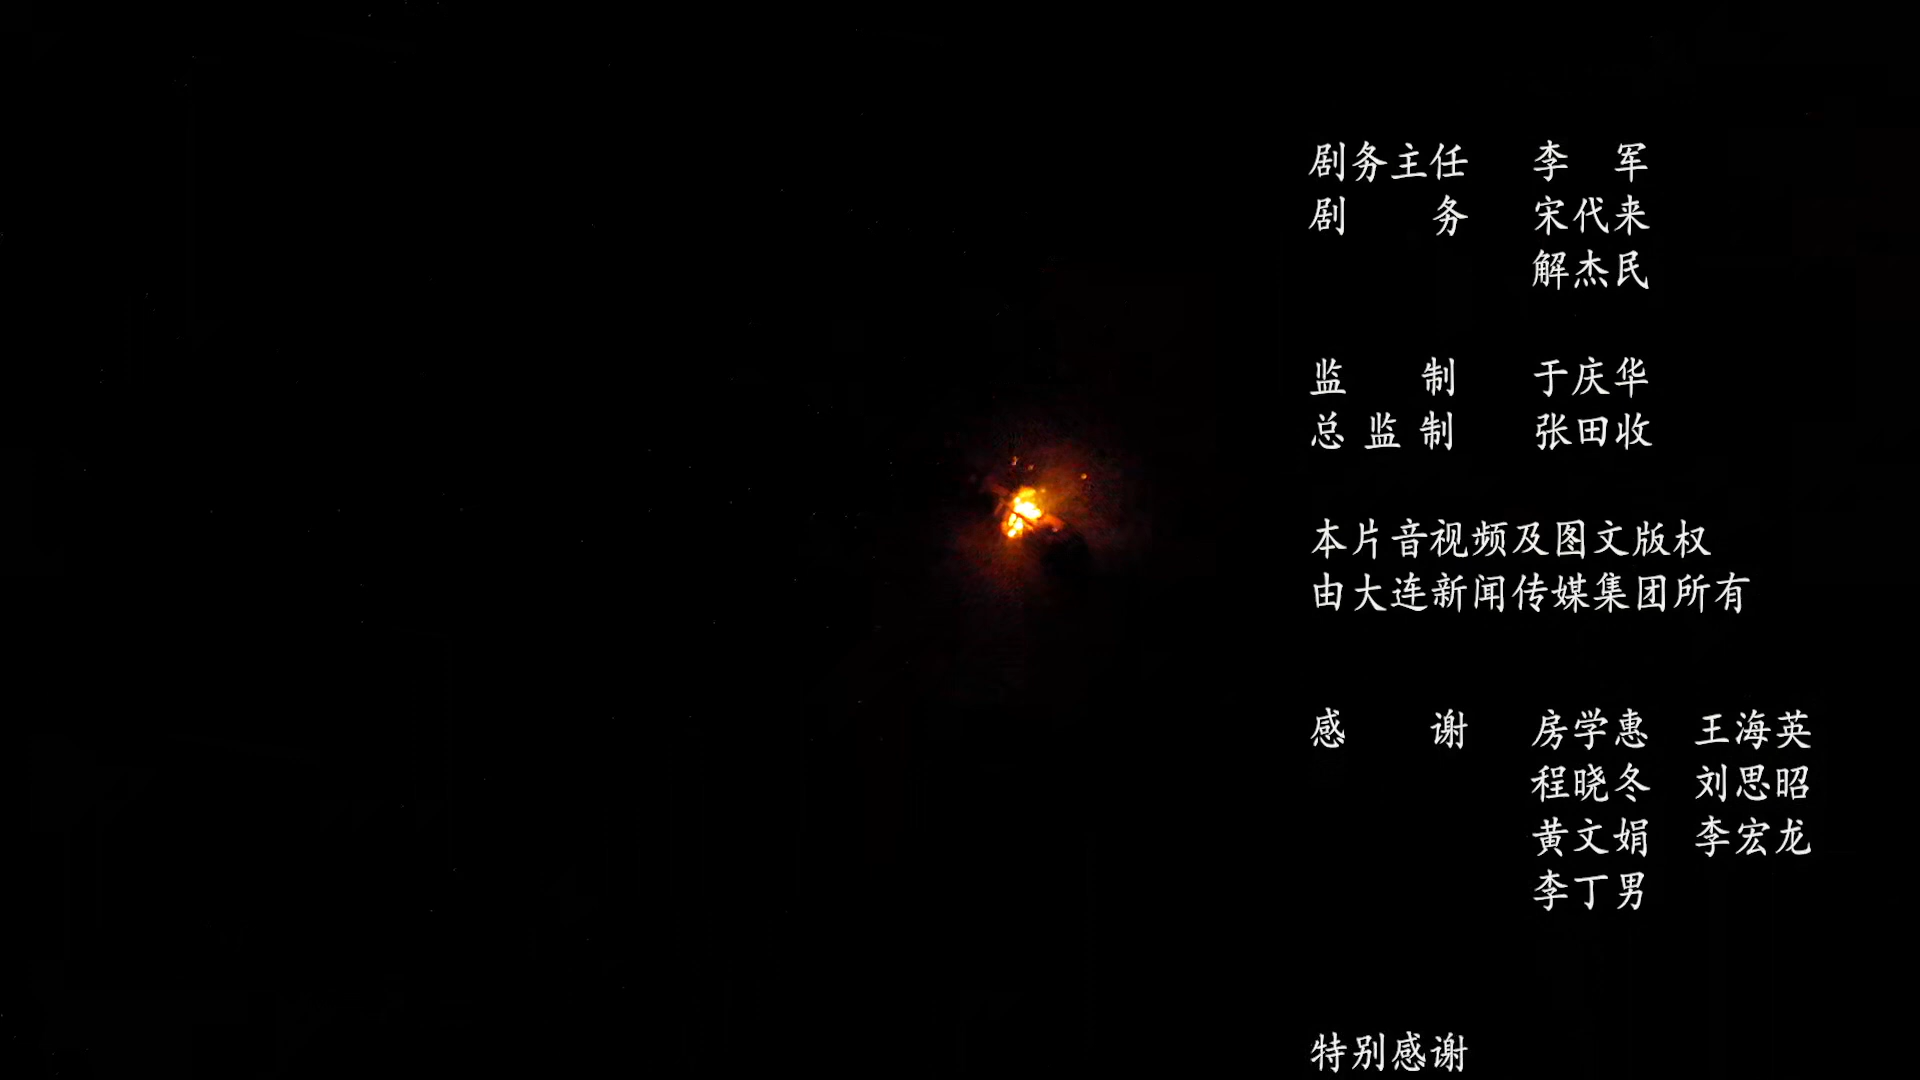 剧务主任 李 军
剧 务 宋代来
解杰民
监 制 于庆华
总监制 张田收
本片音视频及图文版权
由大连新闻传媒集团所有
感 谢 房学惠 王海英
程晓冬 刘思昭
黄文娟 李宏龙
李丁男
特别感谢